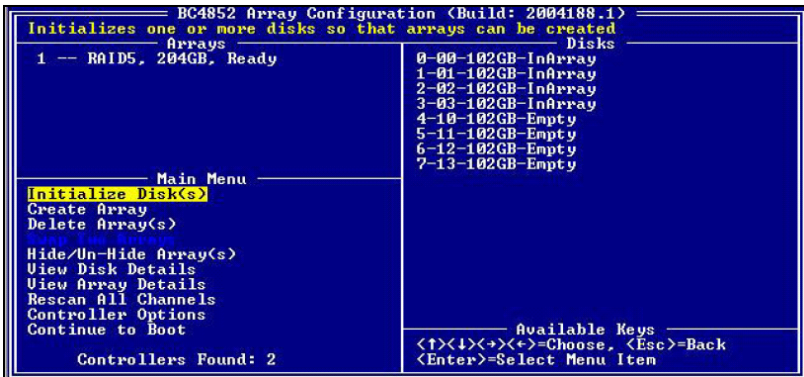 BC4852 Array Configuration (Build: 2004188.1)
Initializes one or more disks so that arrays can be created
Arrays
1 -- RAID5, 204GB, Ready
Disks
0-00-102GB-InArray
1-01-102GB-InArray
2-02-102GB-InArray
3-03-102GB-InArray
4-10-102GB-Empty
5-11-102GB-Empty
6-12-102GB-Empty
7-13-102GB-Empty
Main Menu
Initialize Disk(s)
Create Array
Delete Array(s)
Swap Two Arrays
Hide/Un-Hide Array(s)
View Disk Details
View Array Details
Rescan All Channels
Controller Options
Continue to Boot
Controllers Found: 2
Available Keys
<↑><↓><→><←>=Choose, <Esc>=Back
<Enter>=Select Menu Item